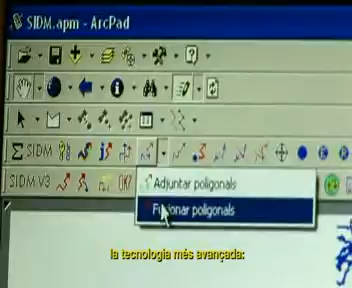 SIDM.apm - ArcPad
SIDM
SIDM V3
Adjuntar poligonals
Fusionar poligonals
la tecnologia més avançada: